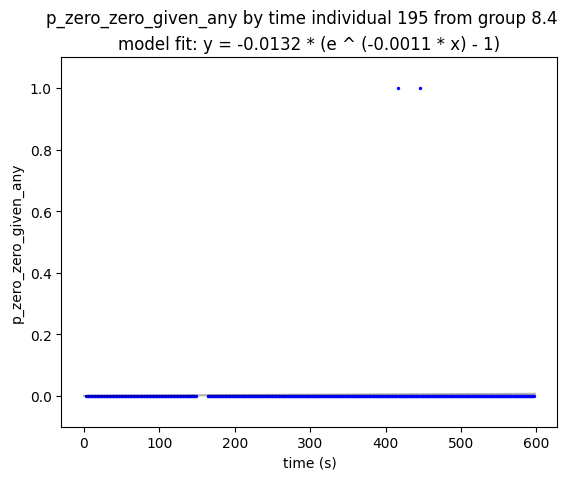 p_zero_zero_given_any by time individual 195 from group 8.4
model fit: y = -0.0132 * (e ^ (-0.0011 * x) - 1)
p_zero_zero_given_any
1.0
0.8
0.6
0.4
0.2
0.0
0 100 200 300 400 500 600
time (s)